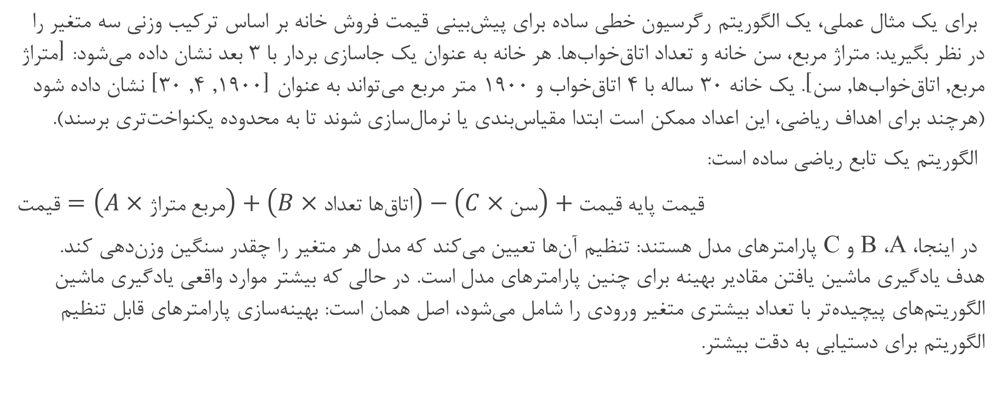 برای یک مثال عملی، یک الگوریتم رگرسیون خطی ساده برای پیش‌بینی قیمت فروش خانه بر اساس ترکیب وزنی سه متغیر را
در نظر بگیرید: متراژ مربع، سن خانه و تعداد اتاق‌خواب‌ها. هر خانه به عنوان یک جاسازی بردار با ۳ بعد نشان داده می‌شود: [متراژ
مربع, اتاق‌خواب‌ها, سن]. یک خانه ۳۰ ساله با ۴ اتاق‌خواب و ۱۹۰۰ متر مربع می‌تواند به عنوان [۱۹۰۰, ۴, ۳۰] نشان داده شود
(هرچند برای اهداف ریاضی، این اعداد ممکن است ابتدا مقیاس‌بندی یا نرمال‌سازی شوند تا به محدوده یکنواخت‌تری برسند).
الگوریتم یک تابع ریاضی ساده است:
قیمت = (A × مربع متراژ) + (B × اتاق‌ها تعداد) − (C × سن) + قیمت پایه قیمت
در اینجا، A، B و C پارامترهای مدل هستند: تنظیم آن‌ها تعیین می‌کند که مدل هر متغیر را چقدر سنگین وزن‌دهی کند.
هدف یادگیری ماشین یافتن مقادیر بهینه برای چنین پارامترهای مدل است. در حالی که بیشتر موارد واقعی یادگیری ماشین
الگوریتم‌های پیچیده‌تر با تعداد بیشتری متغیر ورودی را شامل می‌شود، اصل همان است: بهینه‌سازی پارامترهای قابل تنظیم
الگوریتم برای دستیابی به دقت بیشتر.